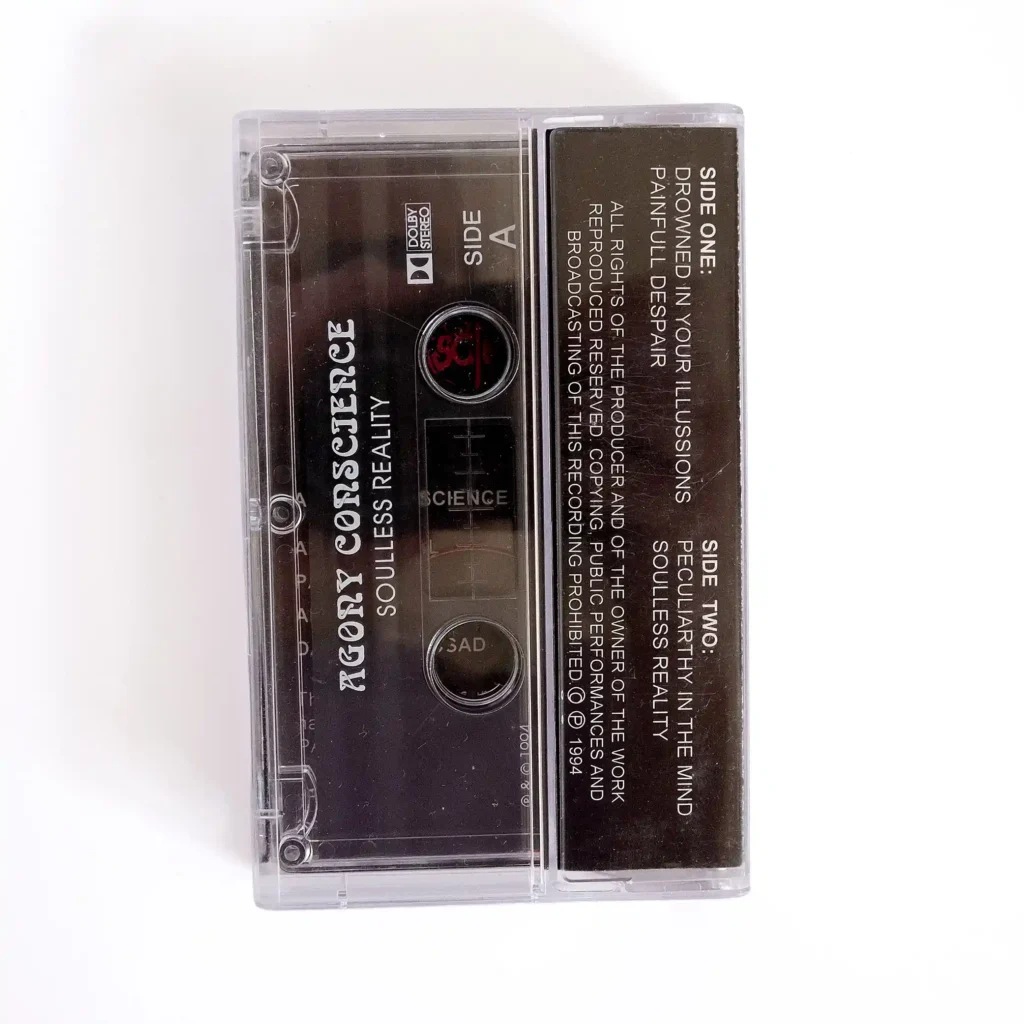 SIDE ONE:
DROWNED IN YOUR ILLUSSIONS
PAINFULL DESPAIR
SIDE TWO:
PECULIARTHY IN THE MIND
SOULLESS REALITY
ALL RIGHTS OF THE PRODUCER AND OF THE OWNER OF THE WORK
REPRODUCED RESERVED. COPYING, PUBLIC PERFORMANCES AND
BROADCASTING OF THIS RECORDING PROHIBITED.© ℗ 1994
AGONY CONSCIENCE
SOULLESS REALITY
DOLBY
STEREO
SIDE
A
SCIENCE